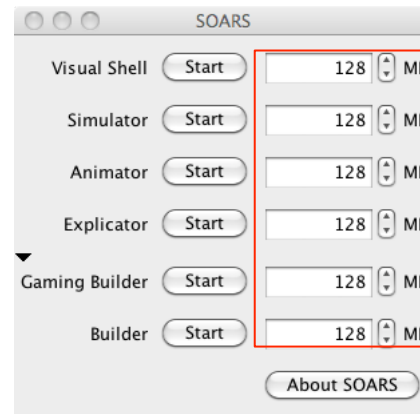 SOARS
Visual Shell Start 128
Simulator Start 128
Animator Start 128
Explicator Start 128
Gaming Builder Start 128
Builder Start 128
About SOARS